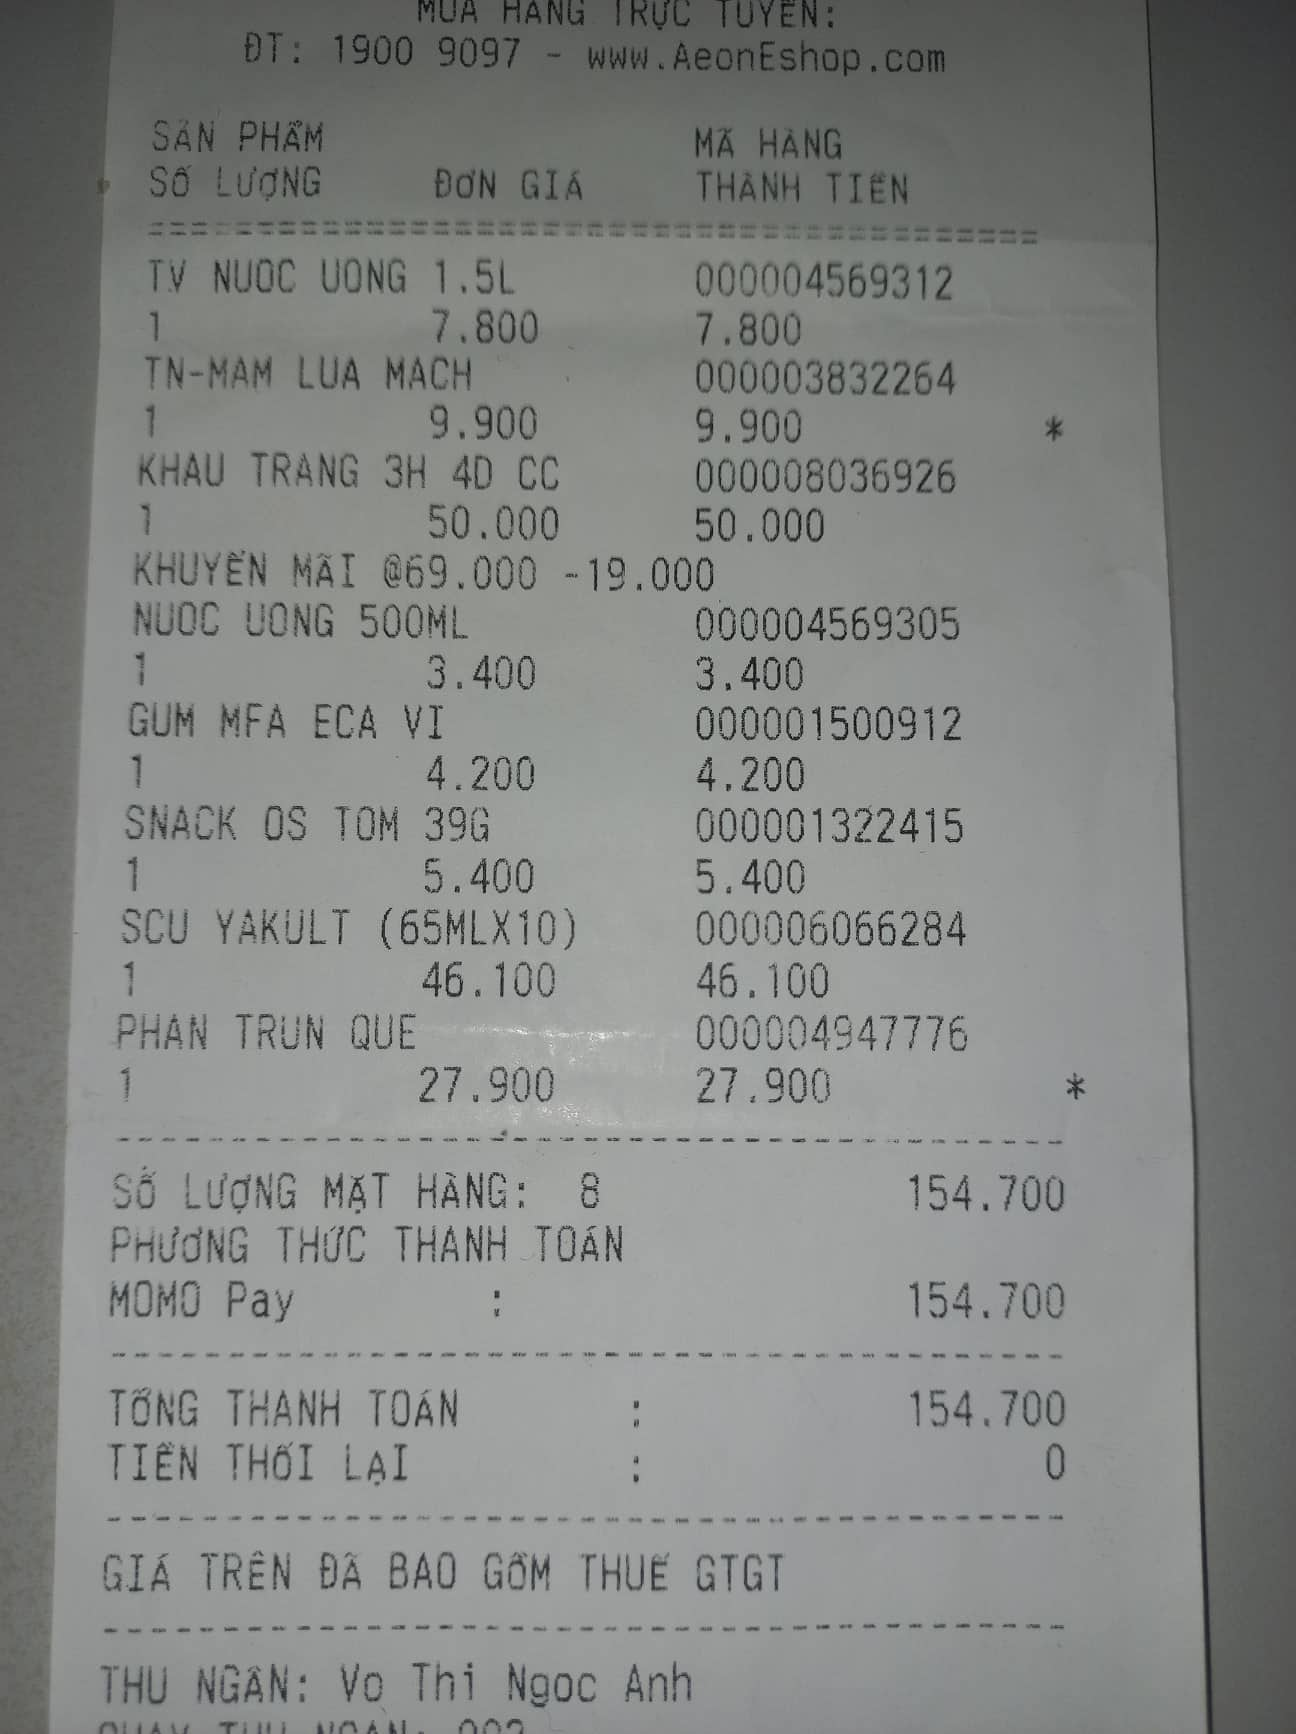 MUA HÀNG TRỰC TUYẾN:
ĐT: 1900 9097 - www.AeonEshop.com
SẢN PHẨM MÃ HÀNG
SỐ LƯỢNG ĐƠN GIÁ THÀNH TIỀN
TV NUOC UONG 1.5L 000004569312
1 7.800 7.800
TN-MAM LUA MACH 000003832264
1 9.900 9.900 *
KHAU TRANG 3H 4D CC 000008036926
1 50.000 50.000
KHUYẾN MÃI @69.000 -19.000
NUOC UONG 500ML 000004569305
1 3.400 3.400
GUM MFA ECA VI 000001500912
1 4.200 4.200
SNACK OS TOM 39G 000001322415
1 5.400 5.400
SCU YAKULT (65MLX10) 000006066284
1 46.100 46.100
PHAN TRUN QUE 000004947776
1 27.900 27.900 *
SỐ LƯỢNG MẶT HÀNG: 8 154.700
PHƯƠNG THỨC THANH TOÁN
MOMO Pay : 154.700
TỔNG THANH TOÁN : 154.700
TIỀN THỐI LẠI : 0
GIÁ TRÊN ĐÃ BAO GỒM THUẾ GTGT
THU NGÂN: Vo Thi Ngoc Anh